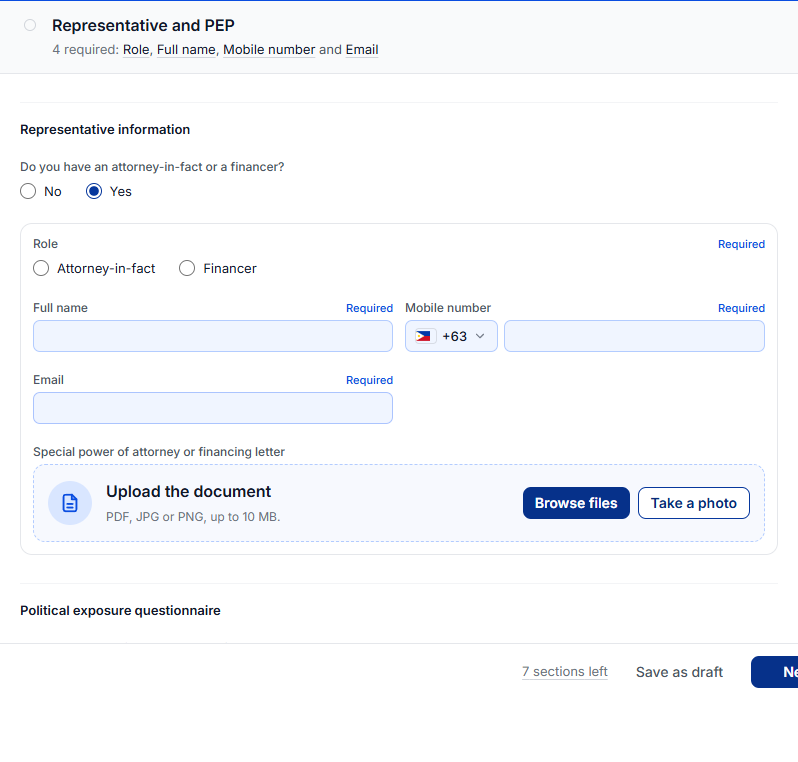 Representative and PEP
4 required: Role, Full name, Mobile number and Email
Representative information
Do you have an attorney-in-fact or a financer?
No Yes
Role Required
Attorney-in-fact Financer
Full name Required Mobile number Required
+63
Email Required
Special power of attorney or financing letter
Upload the document
PDF, JPG or PNG, up to 10 MB.
Browse files Take a photo
Political exposure questionnaire
7 sections left Save as draft Ne